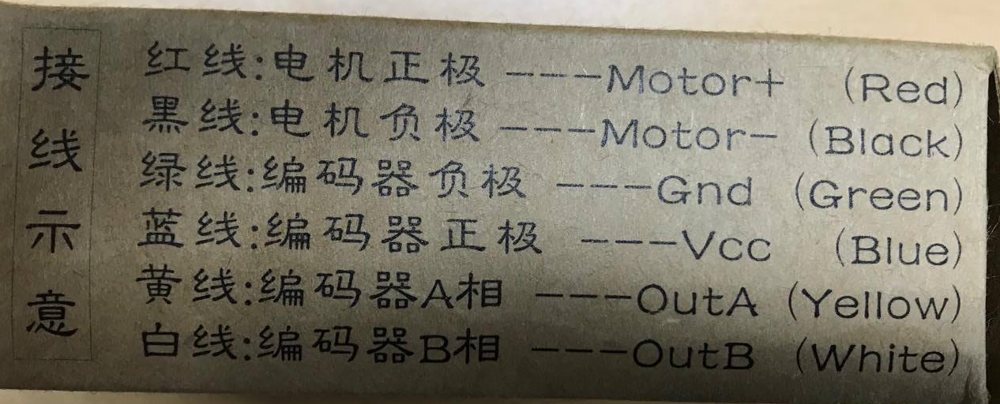 接线示意
红线:电机正极 ---Motor+ (Red)
黑线:电机负极 ---Motor- (Black)
绿线:编码器负极 ---Gnd (Green)
蓝线:编码器正极 ---Vcc (Blue)
黄线:编码器A相 ---OutA (Yellow)
白线:编码器B相 ---OutB (White)